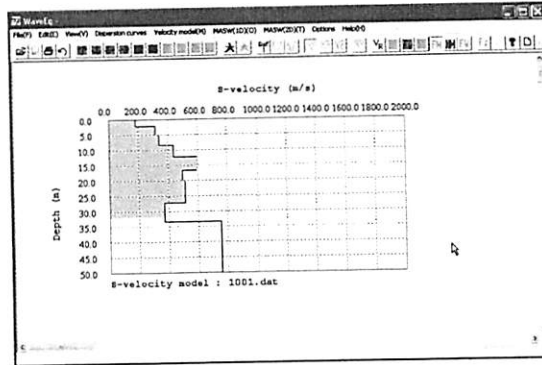 WaveEq -
File(F) Edit(E) View(V) Dispersion curves Velocity model(M) MASW(1D)(O) MASW(2D)(T) Options Help(H)
S-velocity (m/s)
0.0 200.0 400.0 600.0 800.0 1000.0 1200.0 1400.0 1600.0 1800.0 2000.0
0.0
5.0
10.0
15.0
20.0
25.0
30.0
35.0
40.0
45.0
50.0
Depth (m)
S-velocity model : 1001.dat